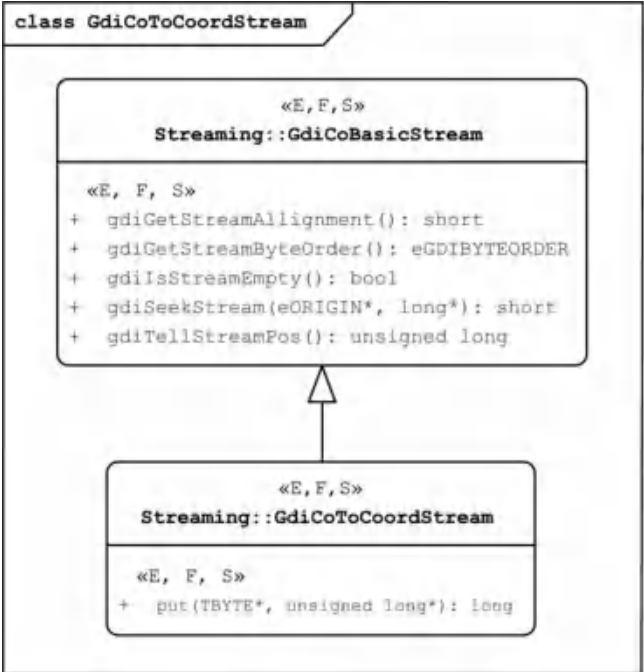 class GdiCoToCoordStream
«E,F,S»
Streaming::GdiCoBasicStream
«E, F, S»
+ gdiGetStreamAllignment(): short
+ gdiGetStreamByteOrder(): eGDIBYTEORDER
+ gdiIsStreamEmpty(): bool
+ gdiSeekStream(eORIGIN*, long*): short
+ gdiTellStreamPos(): unsigned long
«E,F,S»
Streaming::GdiCoToCoordStream
«E, F, S»
+ put(TBYTE*, unsigned long*): long